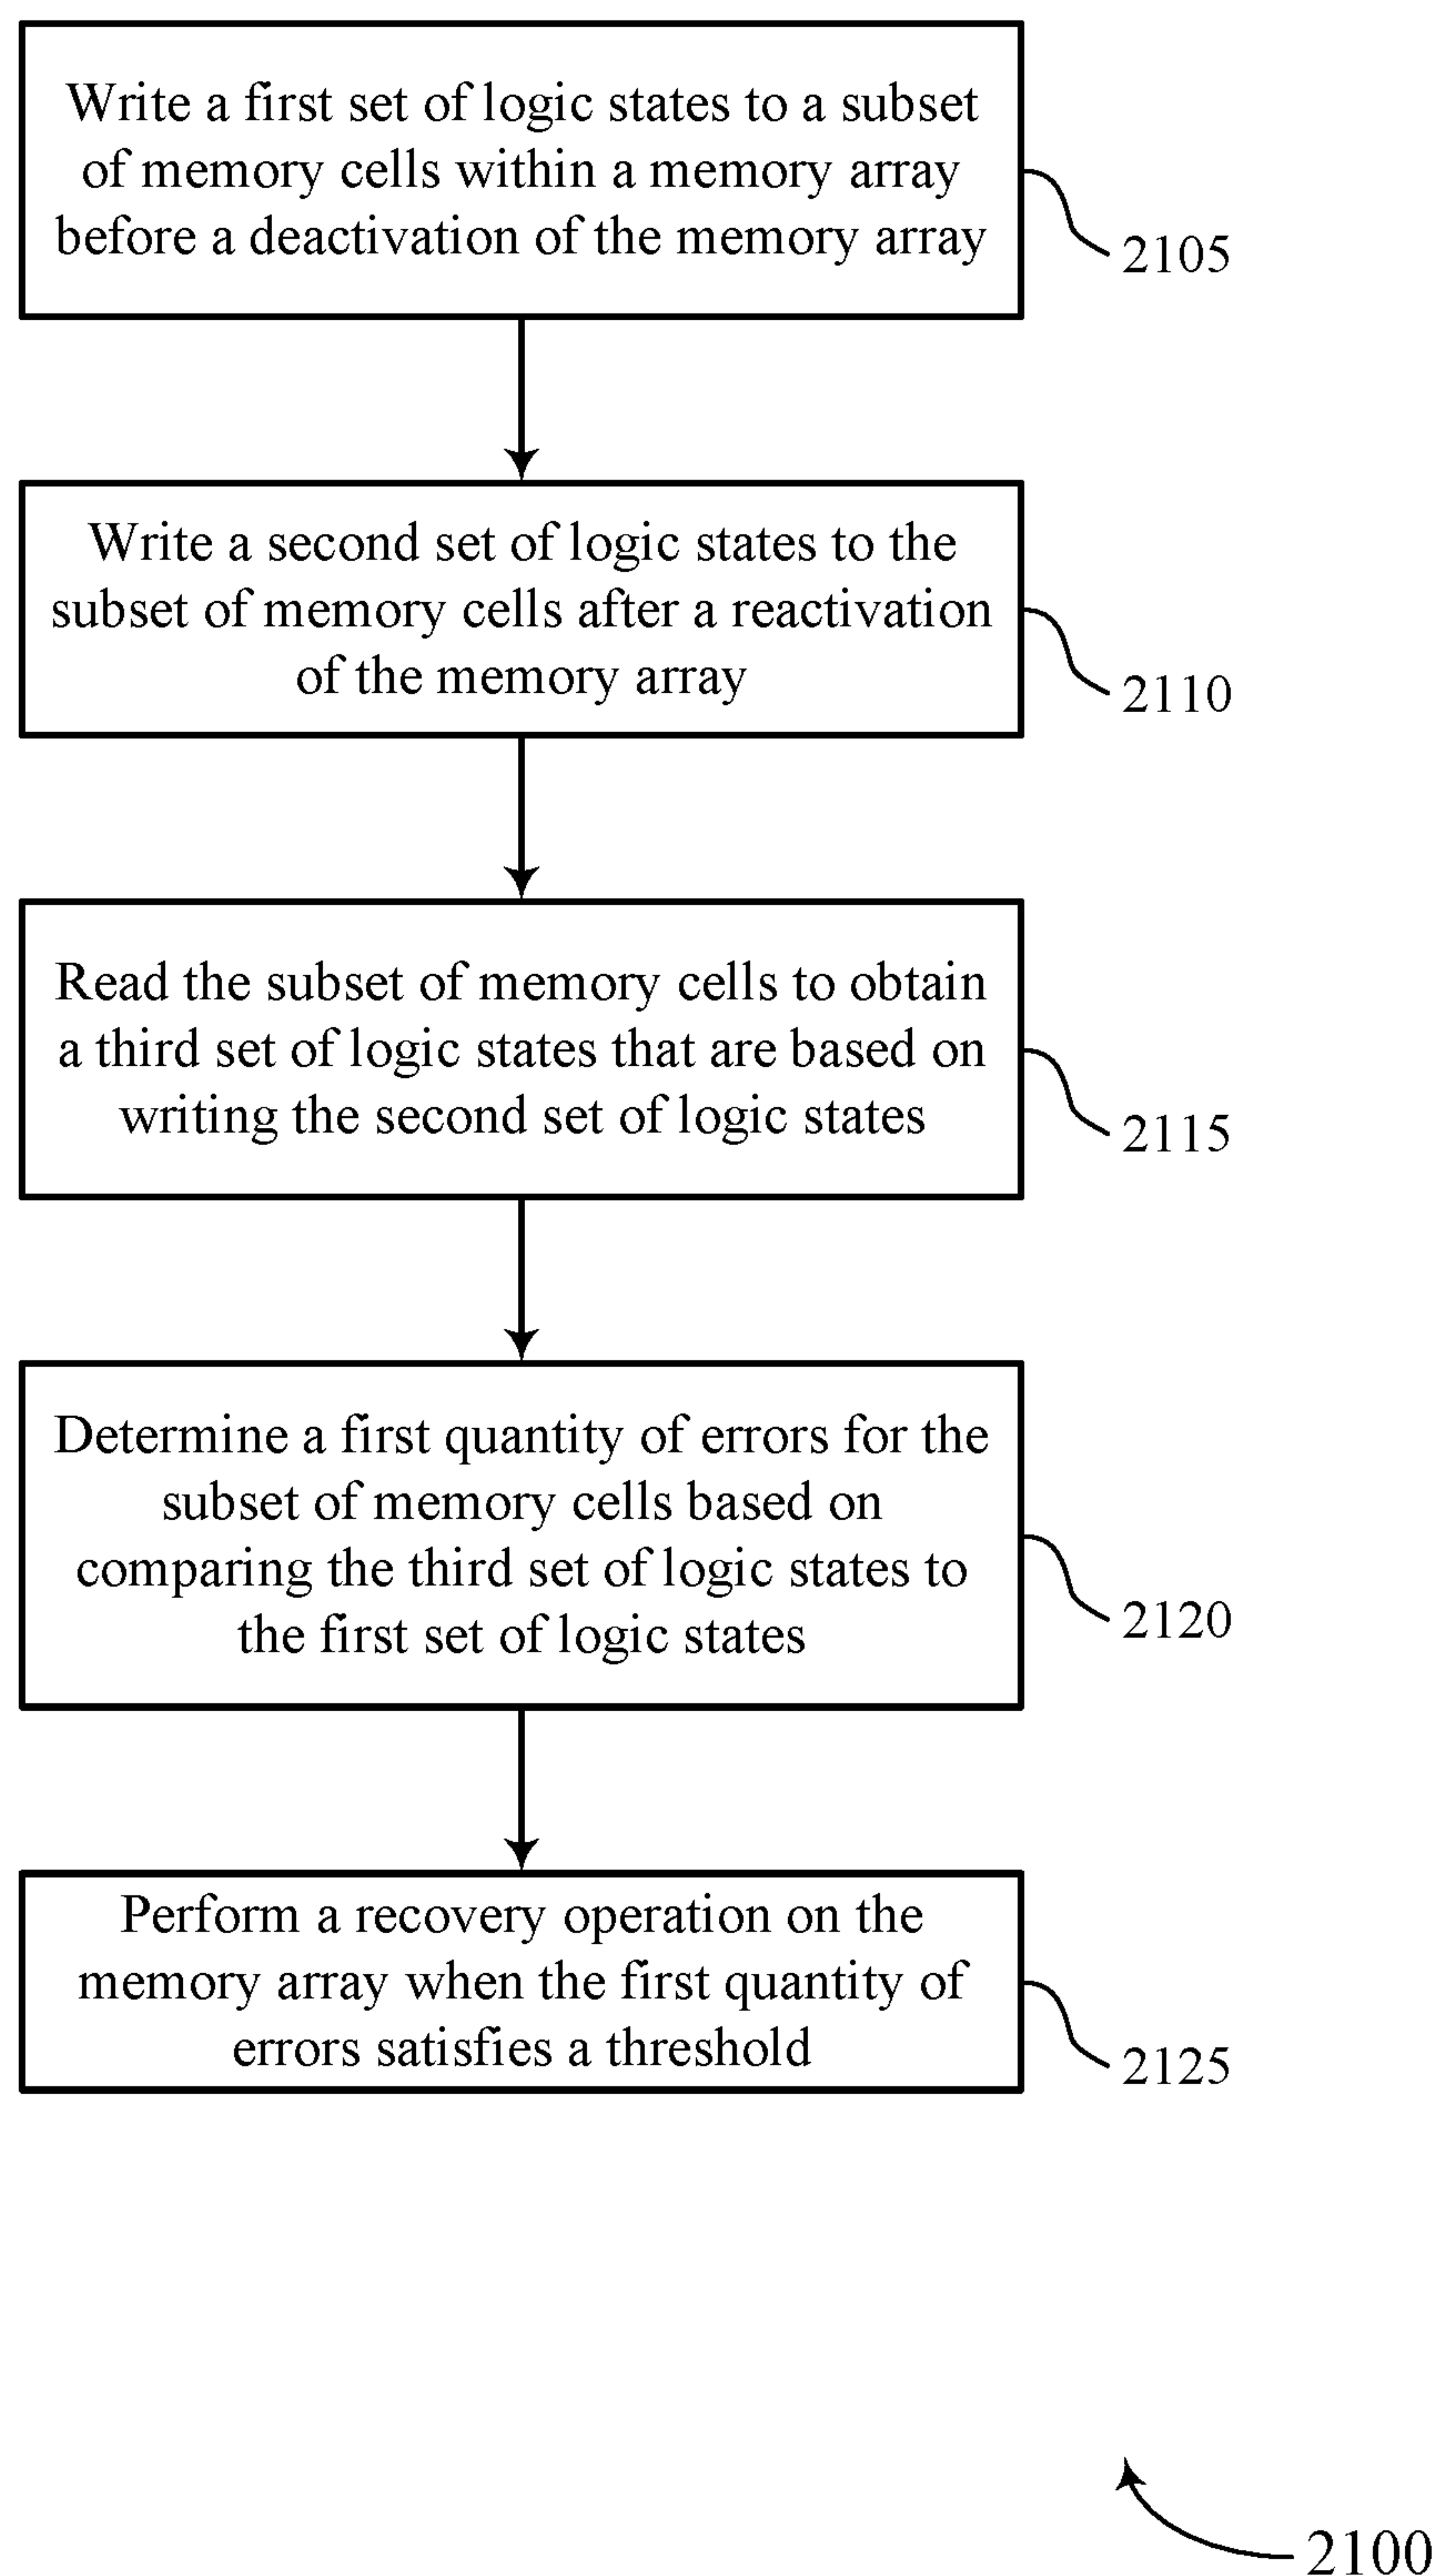 Write a first set of logic states to a subset
of memory cells within a memory array
before a deactivation of the memory array
2105
Write a second set of logic states to the
subset of memory cells after a reactivation
of the memory array
2110
Read the subset of memory cells to obtain
a third set of logic states that are based on
writing the second set of logic states
2115
Determine a first quantity of errors for the
subset of memory cells based on
comparing the third set of logic states to
the first set of logic states
2120
Perform a recovery operation on the
memory array when the first quantity of
errors satisfies a threshold
2125
2100